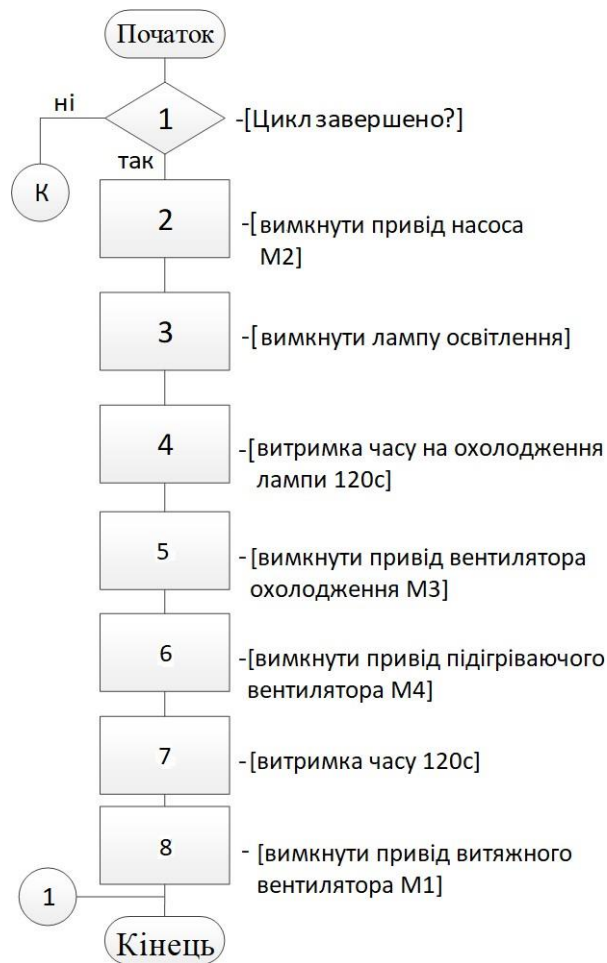 Початок
ні
1
-[Цикл завершено?]
так
К
2
-[вимкнути привід насоса
М2]
3
-[вимкнути лампу освітлення]
4
-[витримка часу на охолодження
лампи 120с]
5
-[вимкнути привід вентилятора
охолодження М3]
6
-[вимкнути привід підігріваючого
вентилятора М4]
7
-[витримка часу 120с]
8
- [вимкнути привід витяжного
вентилятора М1]
1
Кінець